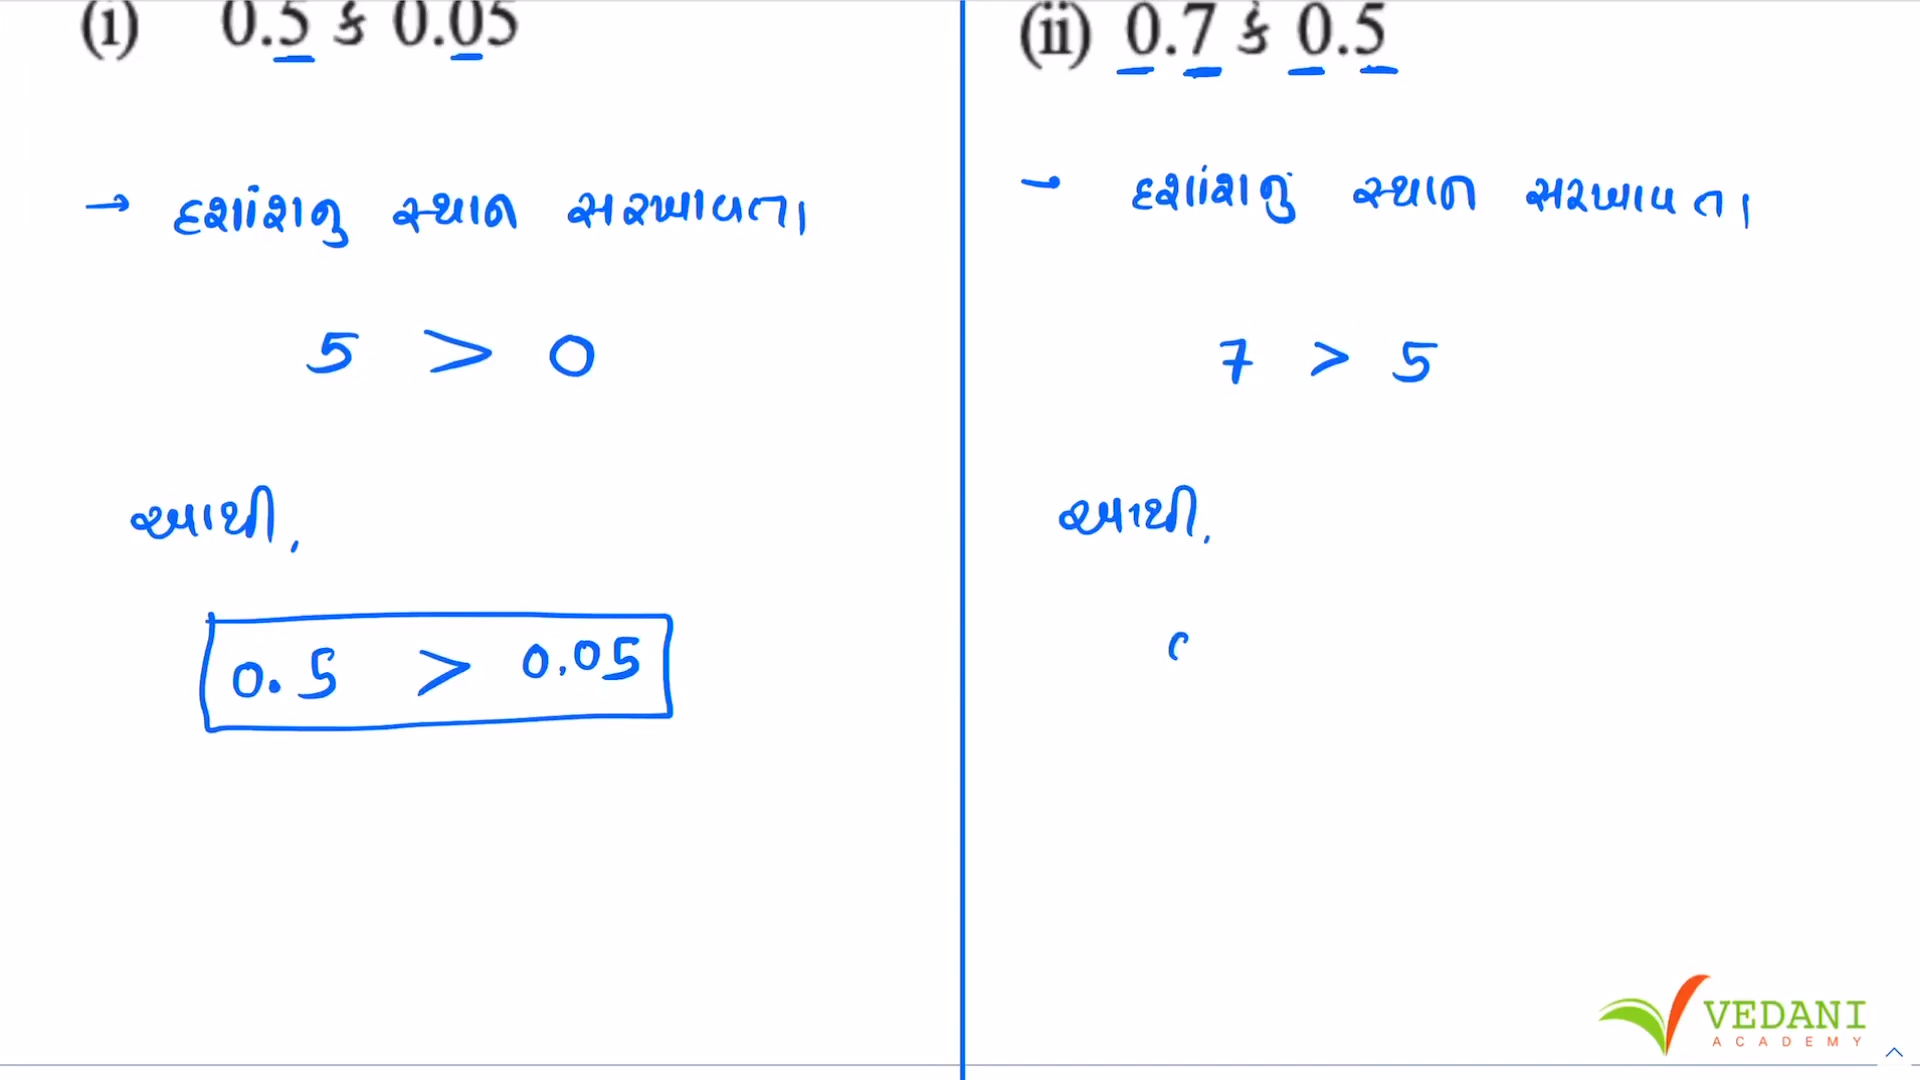 (i) 0.5 કે 0.05
→ દશાંશનુ સ્થાન સરખાવતા
5 > 0
આથી,
0.5 > 0.05
(ii) 0.7 કે 0.5
→ દશાંશનું સ્થાન સરખાવતા
7 > 5
આથી,
VEDANI
ACADEMY